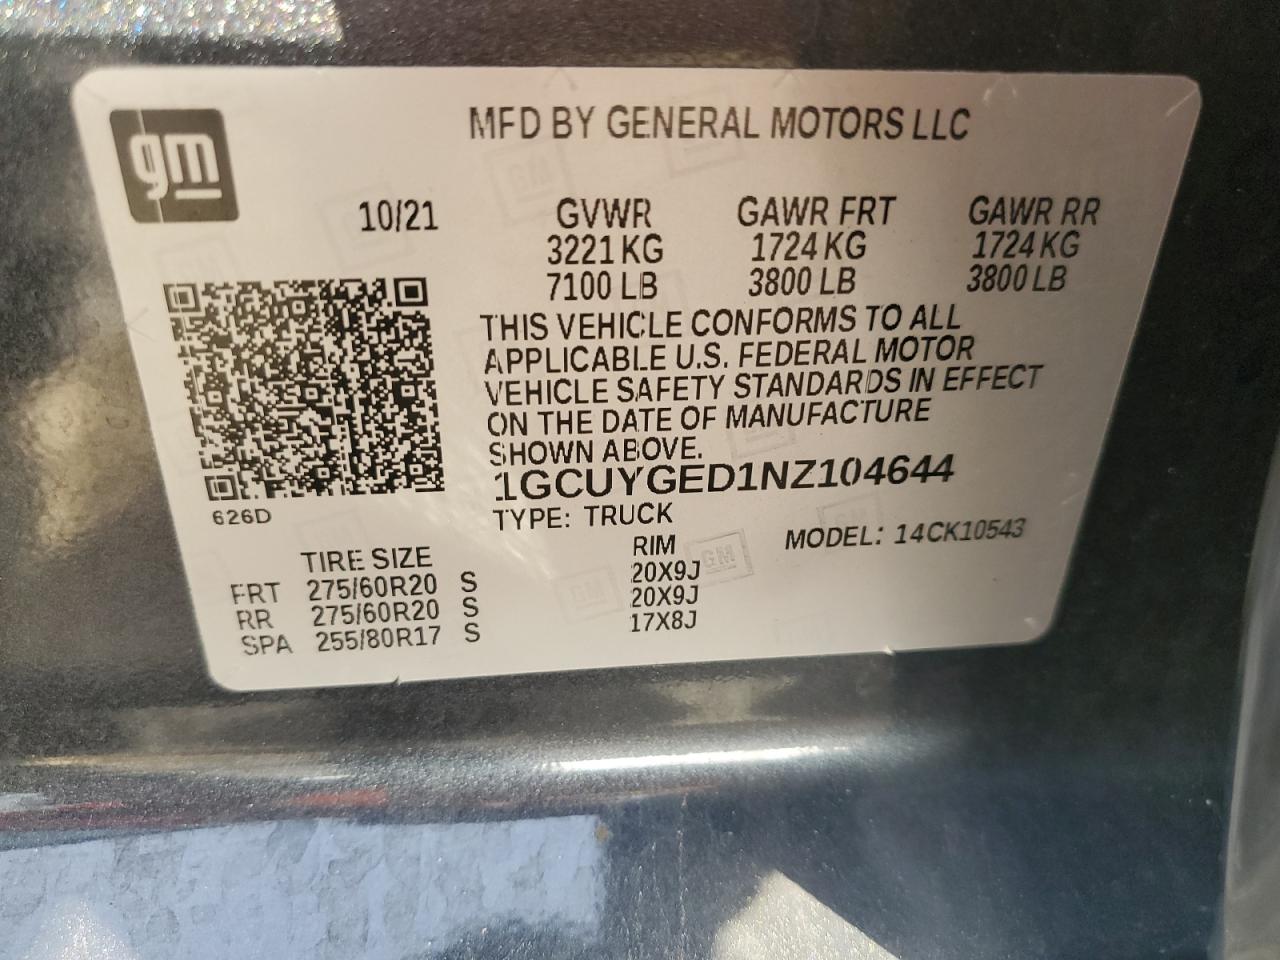 gm
MFD BY GENERAL MOTORS LLC
10/21 GVWR GAWR FRT GAWR RR
3221 KG 1724 KG 1724 KG
7100 LB 3800 LB 3800 LB
THIS VEHICLE CONFORMS TO ALL
APPLICABLE U.S. FEDERAL MOTOR
VEHICLE SAFETY STANDARDS IN EFFECT
ON THE DATE OF MANUFACTURE
SHOWN ABOVE.
1GCUYGED1NZ104644
626D
TYPE: TRUCK
MODEL: 14CK10543
TIRE SIZE RIM
FRT 275/60R20 S 20X9J
RR 275/60R20 S 20X9J
SPA 255/80R17 S 17X8J